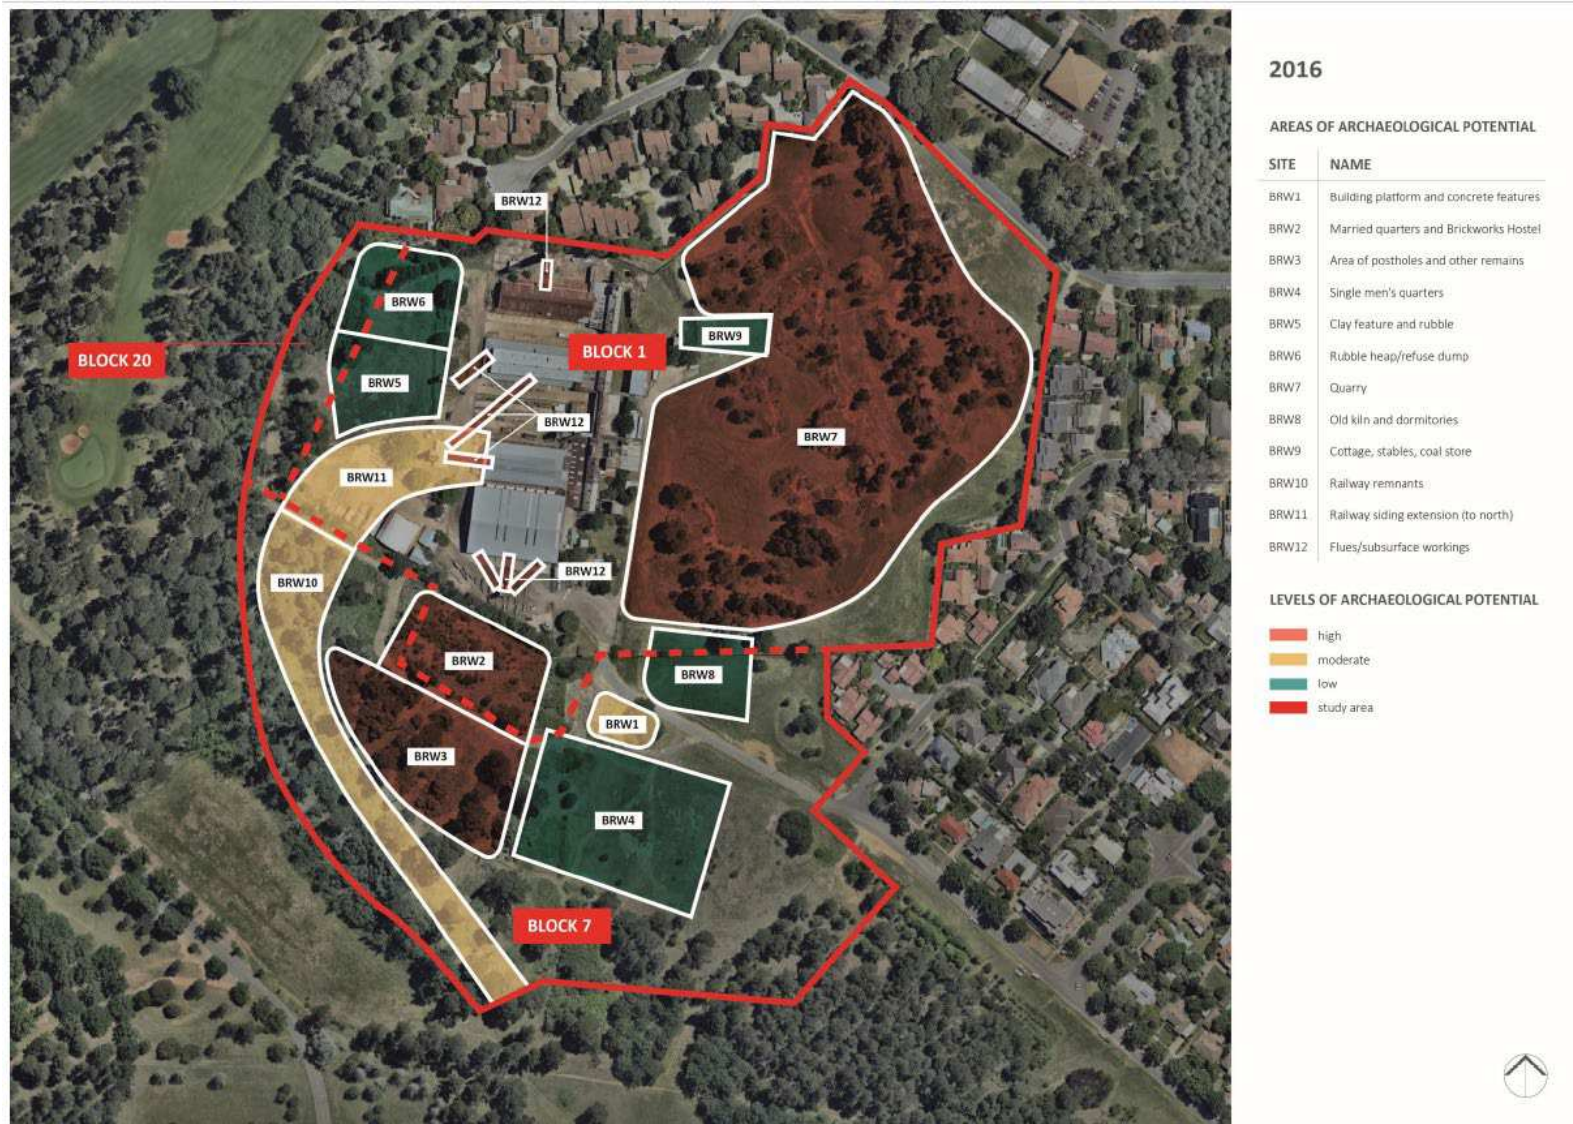 2016
AREAS OF ARCHAEOLOGICAL POTENTIAL
SITE NAME
BRW1 Building platform and concrete features
BRW2 Married quarters and Brickworks Hostel
BRW3 Area of postholes and other remains
BRW4 Single men's quarters
BRW5 Clay feature and rubble
BRW6 Rubble heap/refuse dump
BRW7 Quarry
BRW8 Old kiln and dormitories
BRW9 Cottage, stables, coal store
BRW10 Railway remnants
BRW11 Railway siding extension (to north)
BRW12 Flues/subsurface workings
LEVELS OF ARCHAEOLOGICAL POTENTIAL
high
moderate
low
study area
BRW12
BRW6
BRW9
BLOCK 1
BLOCK 20
BRW5
BRW12
BRW7
BRW11
BRW12
BRW10
BRW2
BRW8
BRW1
BRW3
BRW4
BLOCK 7